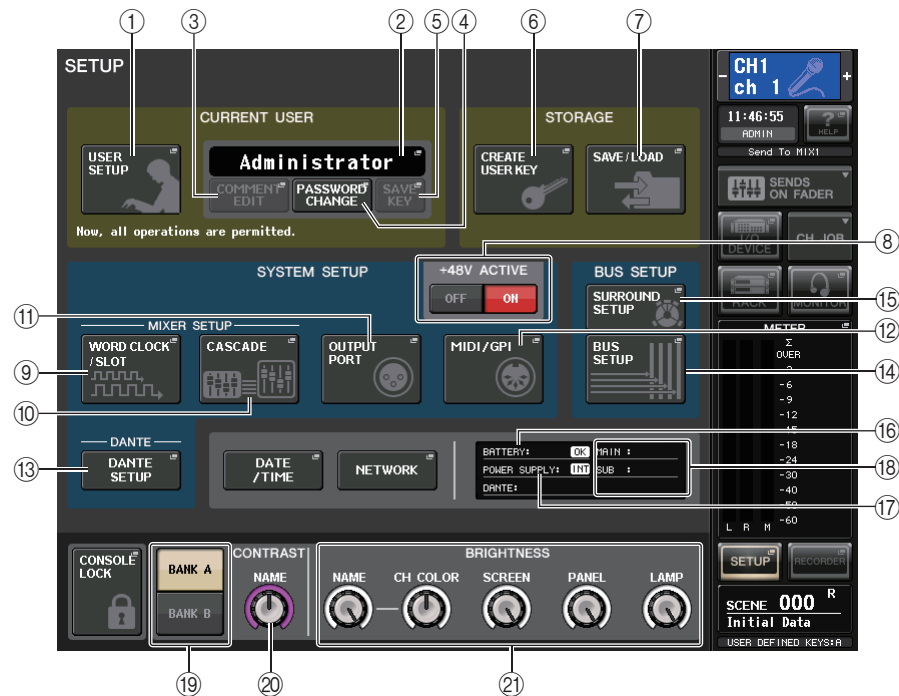 ① ③ ② ④ ⑤ ⑥ ⑦
SETUP
CH1
ch 1
- +
11:46:55
ADMIN
?
HELP
Send To MIX1
CURRENT USER
STORAGE
USER SETUP
Administrator
COMMENT EDIT
PASSWORD CHANGE
SAVE KEY
CREATE USER KEY
SAVE/LOAD
Now, all operations are permitted.
SENDS ON FADER
I/O DEVICE
CH JOB
RACK
MONITOR
⑧
SYSTEM SETUP
+48V ACTIVE
OFF
ON
BUS SETUP
SURROUND SETUP
⑮
⑪
MIXER SETUP
⑫
WORD CLOCK /SLOT
CASCADE
OUTPUT PORT
MIDI/GPI
BUS SETUP
⑨
⑩
⑭
METER
Σ
OVER
-6
-9
-12
-15
-18
-24
-30
-40
-50
-60
L R M
DANTE
⑬
DANTE SETUP
DATE /TIME
NETWORK
BATTERY: OK MAIN :
POWER SUPPLY: INT SUB :
DANTE:
⑯
⑱
⑰
CONSOLE LOCK
BANK A
BANK B
CONTRAST
NAME
BRIGHTNESS
NAME
CH COLOR
SCREEN
PANEL
LAMP
SETUP
RECORDER
SCENE 000 R
Initial Data
USER DEFINED KEYS:A
⑲ ⑳ ㉑